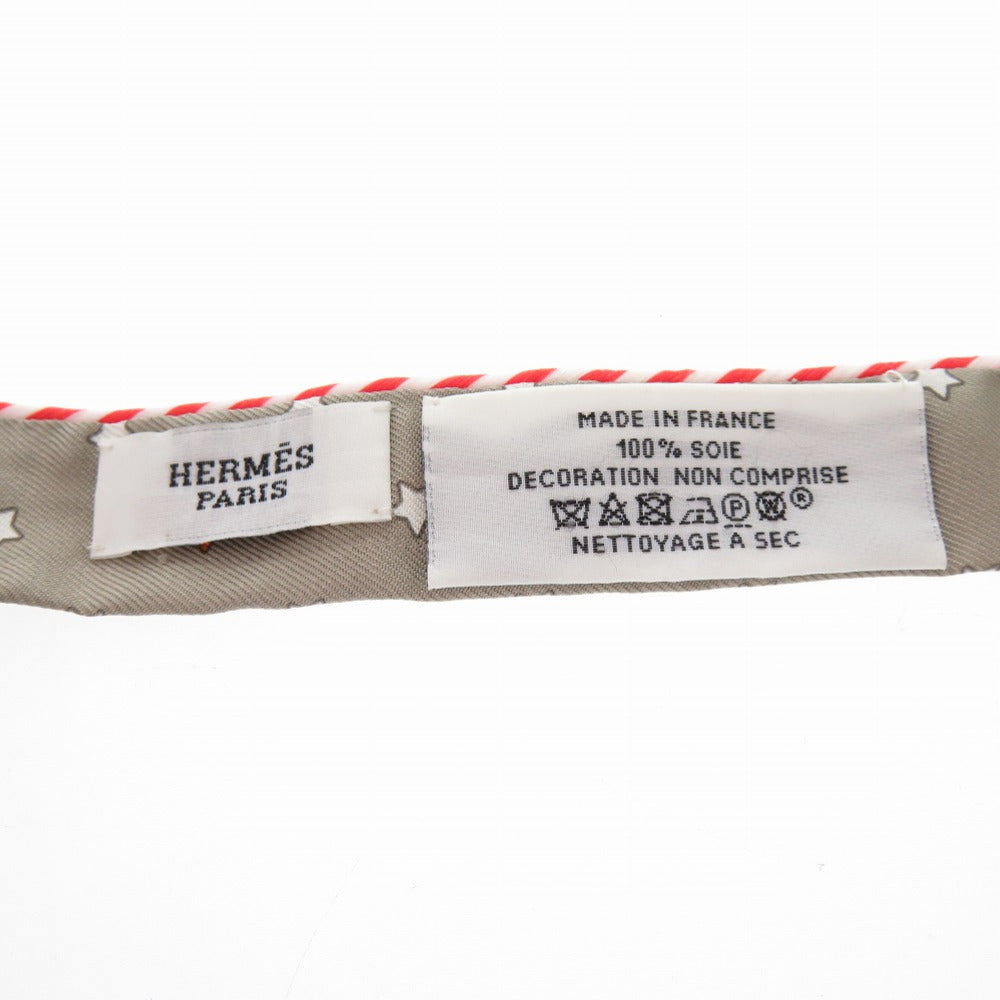 HERMÈS
PARIS
MADE IN FRANCE
100% SOIE
DECORATION NON COMPRISE
P W ®
NETTOYAGE À SEC